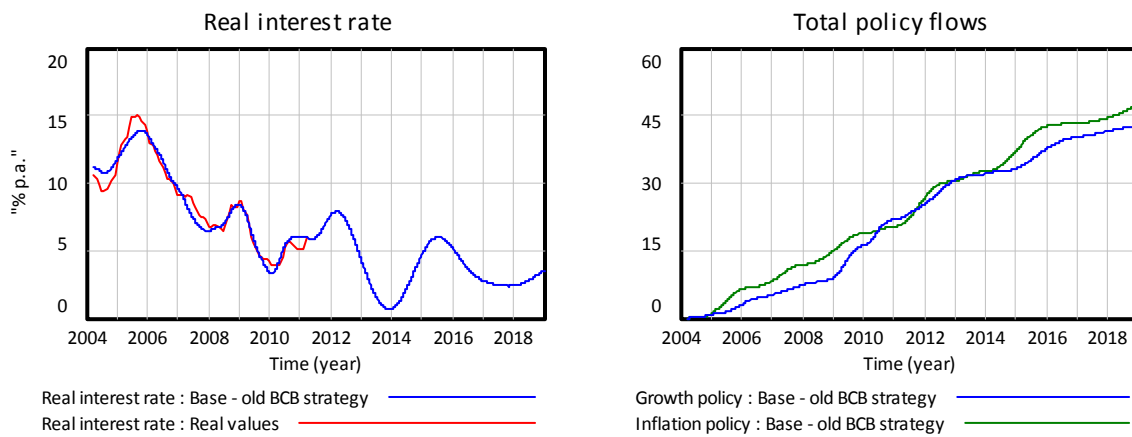 Real interest rate
20
15
10
5
0
"% p.a."
2004 2006 2008 2010 2012 2014 2016 2018
Time (year)
Real interest rate : Base - old BCB strategy
Real interest rate : Real values
Total policy flows
60
45
30
15
0
2004 2006 2008 2010 2012 2014 2016 2018
Time (year)
Growth policy : Base - old BCB strategy
Inflation policy : Base - old BCB strategy